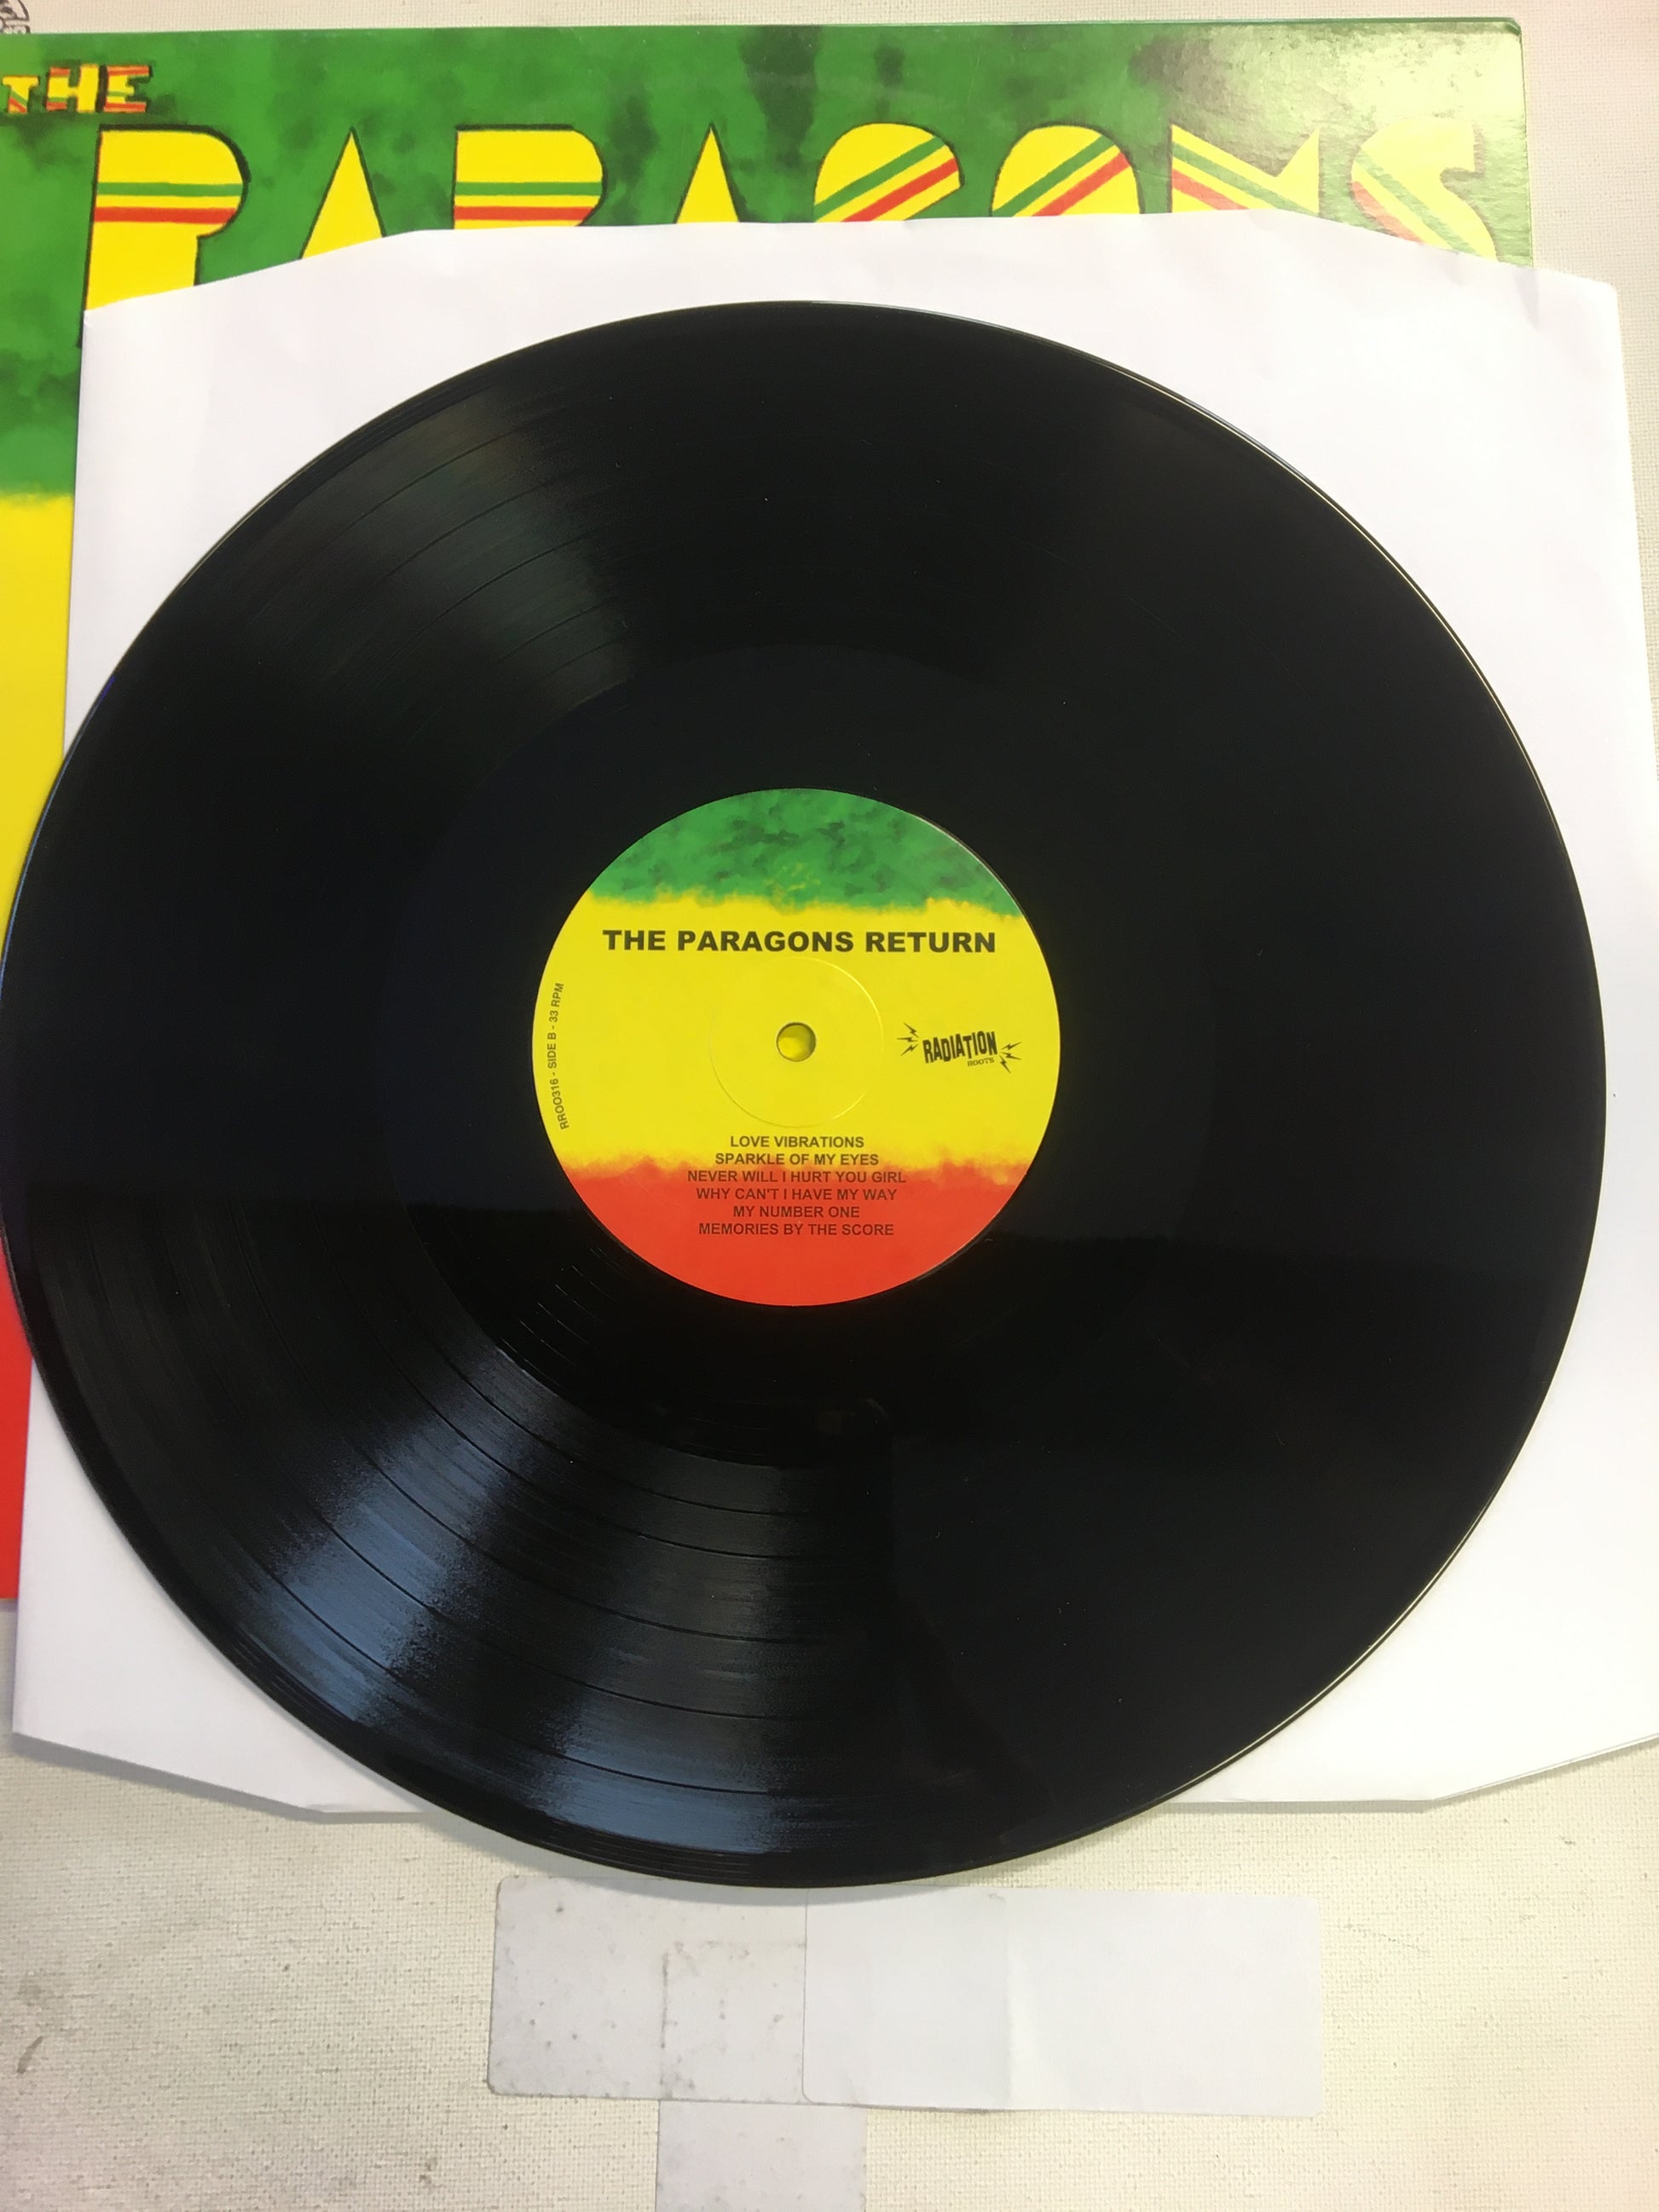 THE
PARAGONS
THE PARAGONS RETURN
RROO316 - SIDE B - 33 RPM
RADIATION
ROOTS
LOVE VIBRATIONS
SPARKLE OF MY EYES
NEVER WILL I HURT YOU GIRL
WHY CAN'T I HAVE MY WAY
MY NUMBER ONE
MEMORIES BY THE SCORE